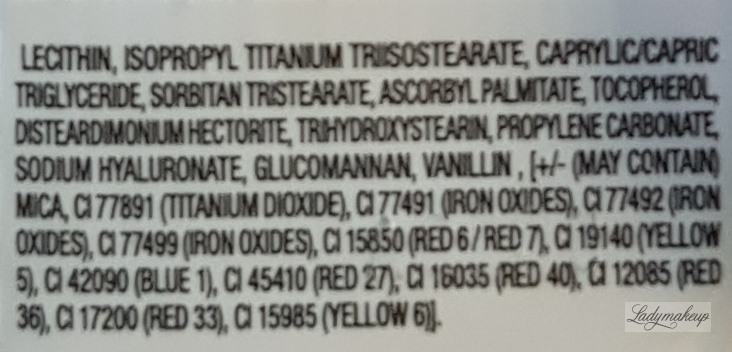 LECITHIN, ISOPROPYL TITANIUM TRIISOSTEARATE, CAPRYLIC/CAPRIC
TRIGLYCERIDE, SORBITAN TRISTEARATE, ASCORBYL PALMITATE, TOCOPHEROL,
DISTEARDIMONIUM HECTORITE, TRIHYDROXYSTEARIN, PROPYLENE CARBONATE,
SODIUM HYALURONATE, GLUCOMANNAN, VANILLIN , [+/- (MAY CONTAIN)
MICA, CI 77891 (TITANIUM DIOXIDE), CI 77491 (IRON OXIDES), CI 77492 (IRON
OXIDES), CI 77499 (IRON OXIDES), CI 15850 (RED 6 / RED 7), CI 19140 (YELLOW
5), CI 42090 (BLUE 1), CI 45410 (RED 27), CI 16035 (RED 40), CI 12085 (RED
36), CI 17200 (RED 33), CI 15985 (YELLOW 6)].
Ladymakeup